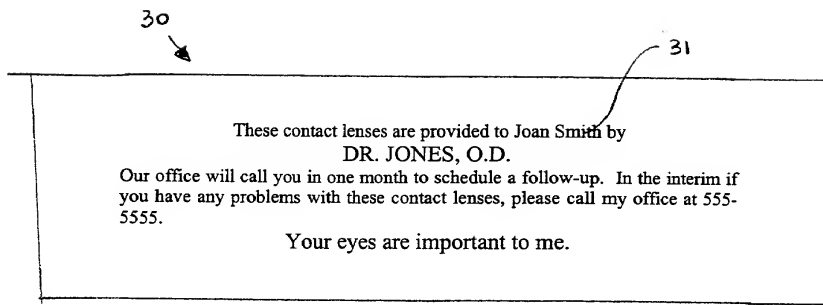 30
31
These contact lenses are provided to Joan Smith by
DR. JONES, O.D.
Our office will call you in one month to schedule a follow-up. In the interim if
you have any problems with these contact lenses, please call my office at 555-
5555.
Your eyes are important to me.